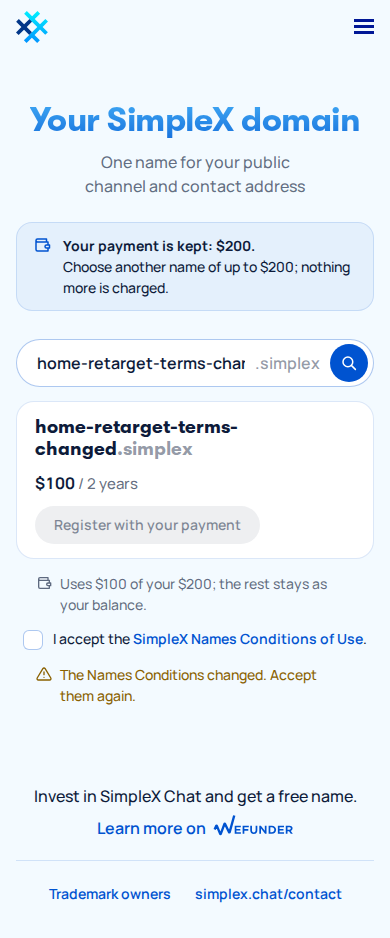 Your SimpleX domain
One name for your public
channel and contact address
Your payment is kept: $200.
Choose another name of up to $200; nothing
more is charged.
home-retarget-terms-char .simplex
home-retarget-terms-
changed.simplex
$100 / 2 years
Register with your payment
Uses $100 of your $200; the rest stays as
your balance.
I accept the SimpleX Names Conditions of Use.
The Names Conditions changed. Accept
them again.
Invest in SimpleX Chat and get a free name.
Learn more on WEFUNDER
Trademark owners simplex.chat/contact